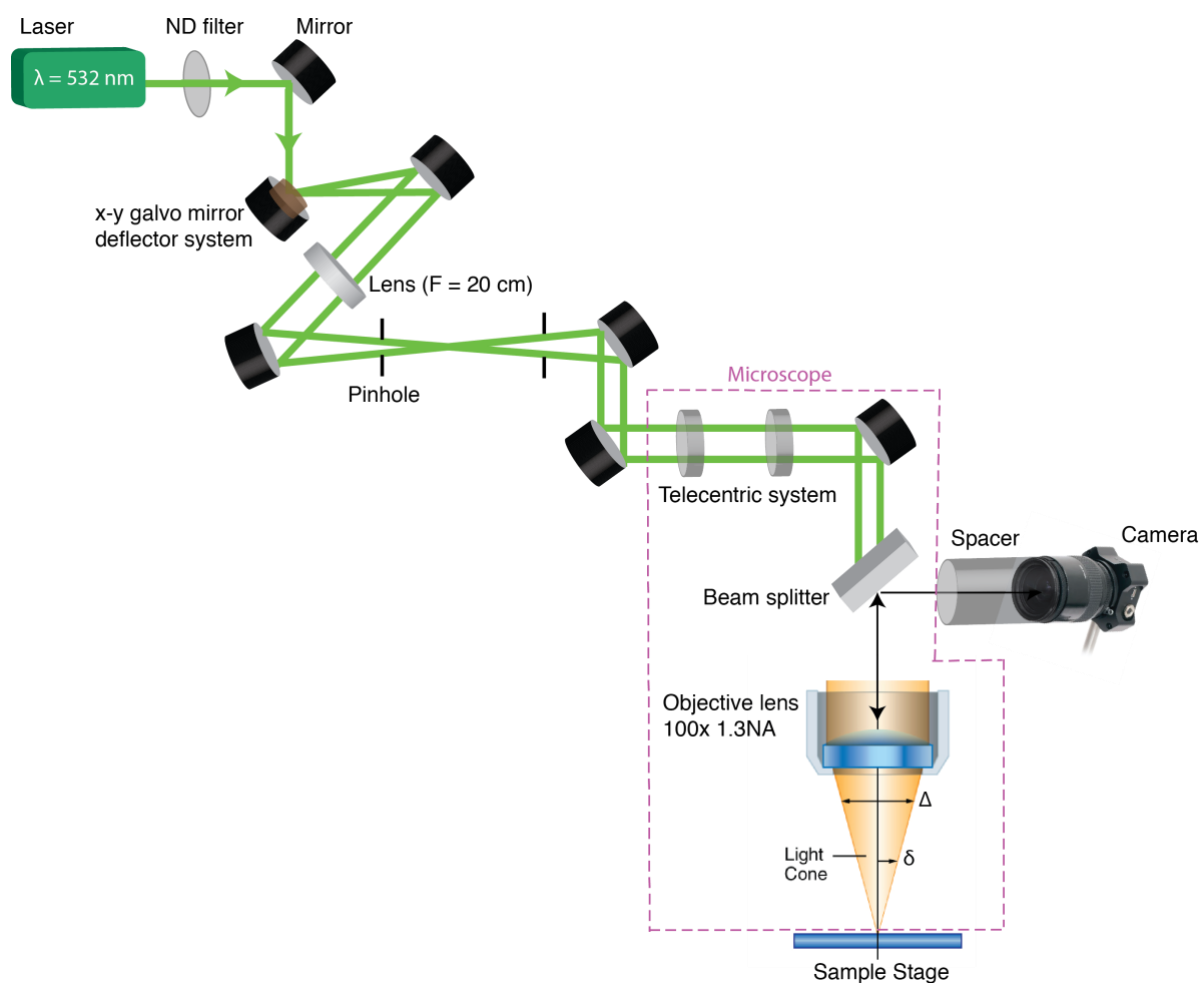 Laser
ND filter
Mirror
λ = 532 nm
x-y galvo mirror
deflector system
Lens (F = 20 cm)
Pinhole
Microscope
Telecentric system
Spacer
Camera
Beam splitter
Objective lens
100x 1.3NA
Δ
Light
Cone
δ
Sample Stage